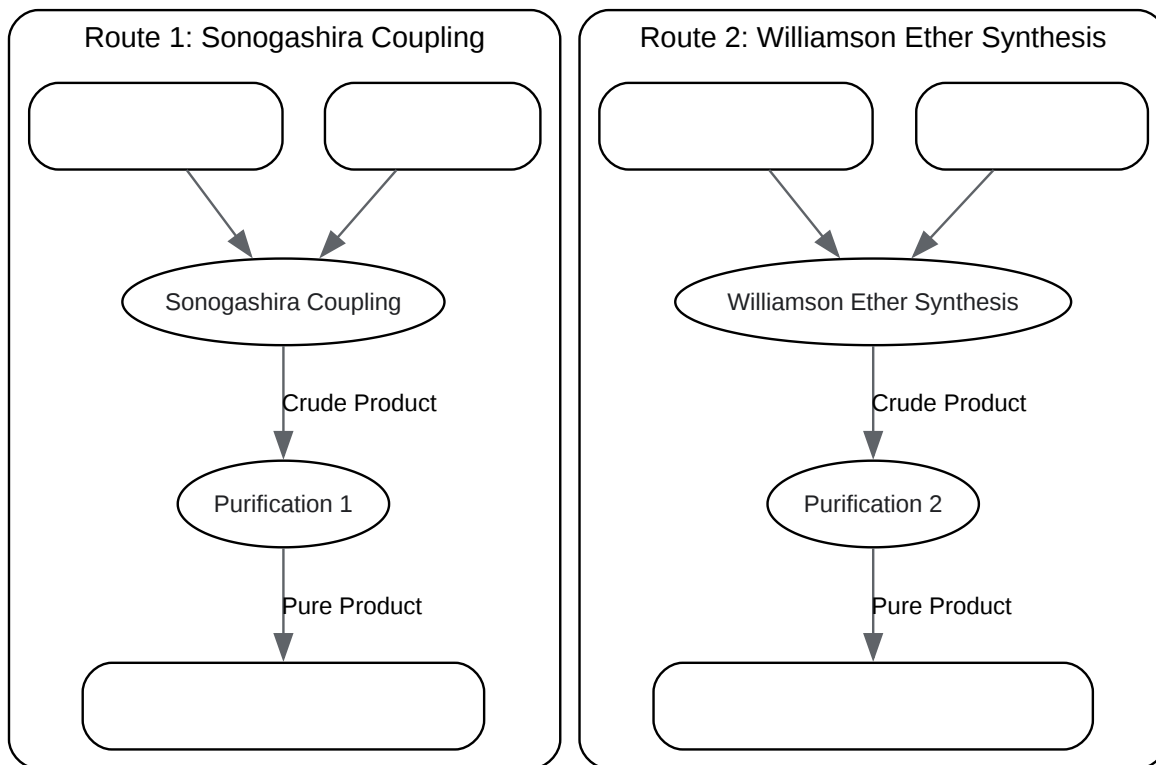 Route 1: Sonogashira Coupling
Sonogashira Coupling
Crude Product
Purification 1
Pure Product
Route 2: Williamson Ether Synthesis
Williamson Ether Synthesis
Crude Product
Purification 2
Pure Product